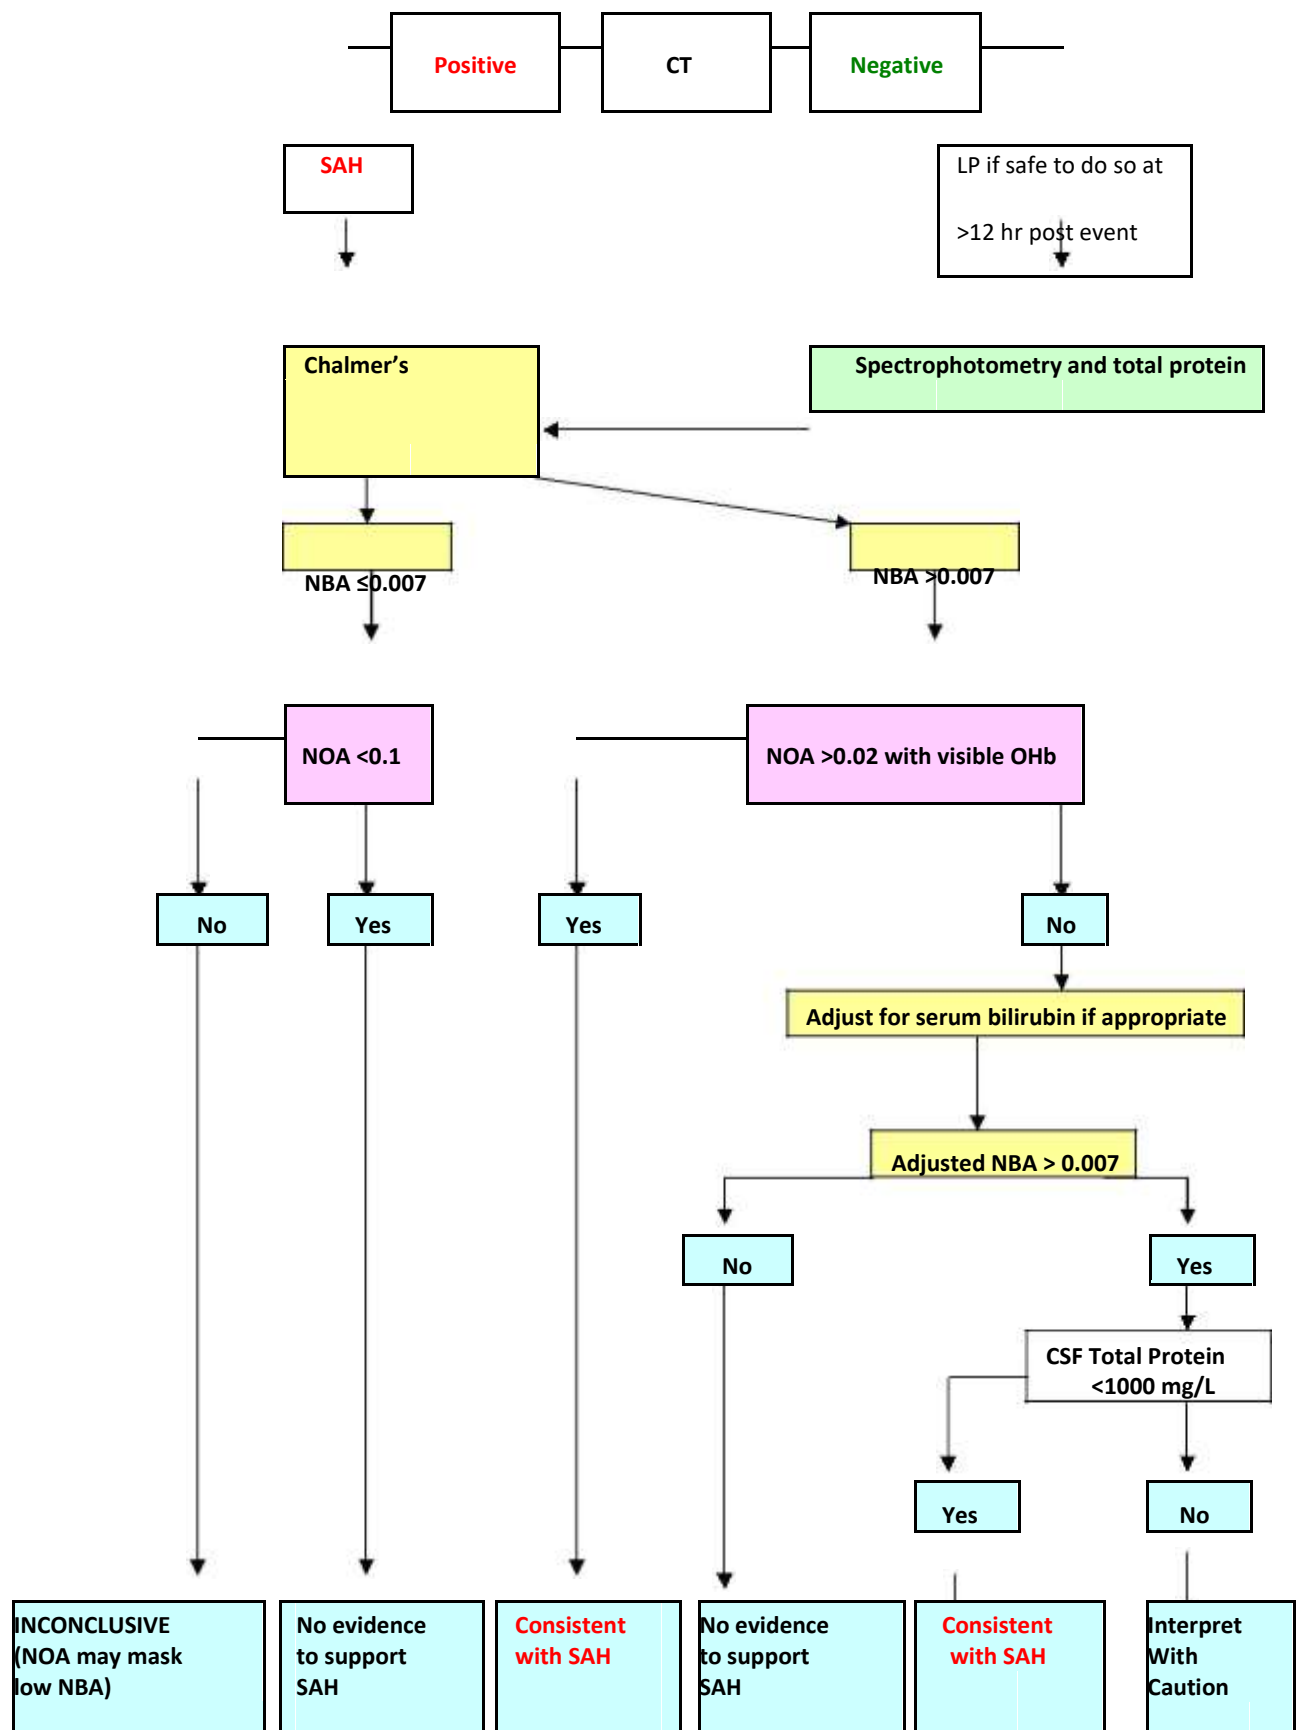 Positive
CT
Negative
SAH
LP if safe to do so at
>12 hr post event
Chalmer’s
Spectrophotometry and total protein
NBA ≤0.007
NBA >0.007
NOA <0.1
NOA >0.02 with visible OHb
No
Yes
Yes
No
Adjust for serum bilirubin if appropriate
Adjusted NBA > 0.007
No
Yes
CSF Total Protein
<1000 mg/L
Yes
No
INCONCLUSIVE
(NOA may mask
low NBA)
No evidence
to support
SAH
Consistent
with SAH
No evidence
to support
SAH
Consistent
with SAH
Interpret
With
Caution